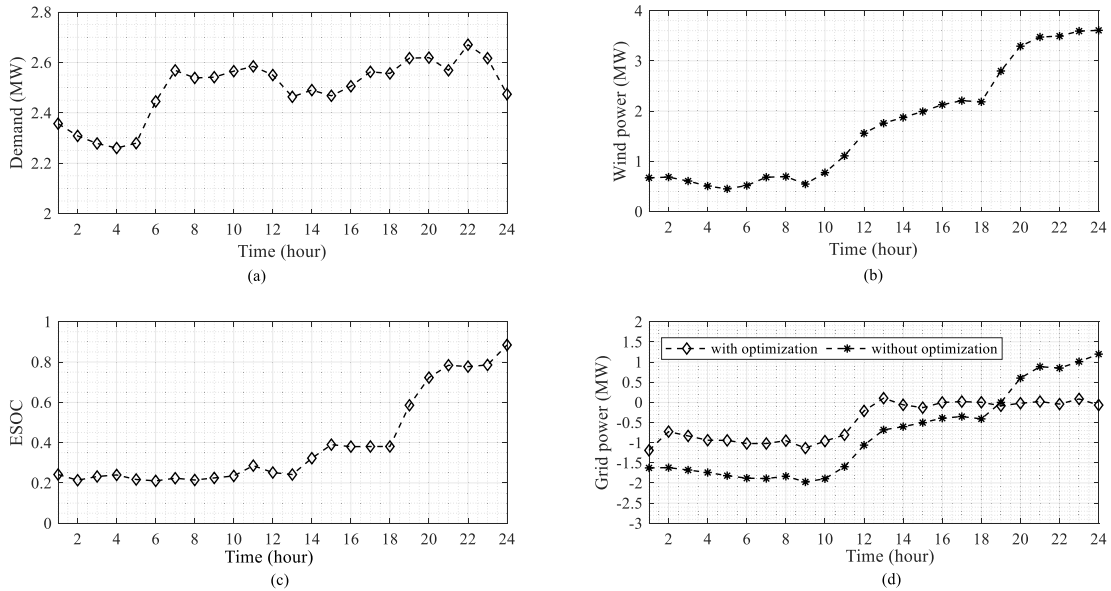 2.8
2.6
2.4
2.2
2
Demand (MW)
2 4 6 8 10 12 14 16 18 20 22 24
Time (hour)
(a)
4
3
2
1
0
Wind power (MW)
2 4 6 8 10 12 14 16 18 20 22 24
Time (hour)
(b)
1
0.8
0.6
0.4
0.2
0
ESOC
2 4 6 8 10 12 14 16 18 20 22 24
Time (hour)
(c)
2
1.5
1
0.5
0
-0.5
-1
-1.5
-2
-2.5
-3
Grid power (MW)
with optimization without optimization
2 4 6 8 10 12 14 16 18 20 22 24
Time (hour)
(d)